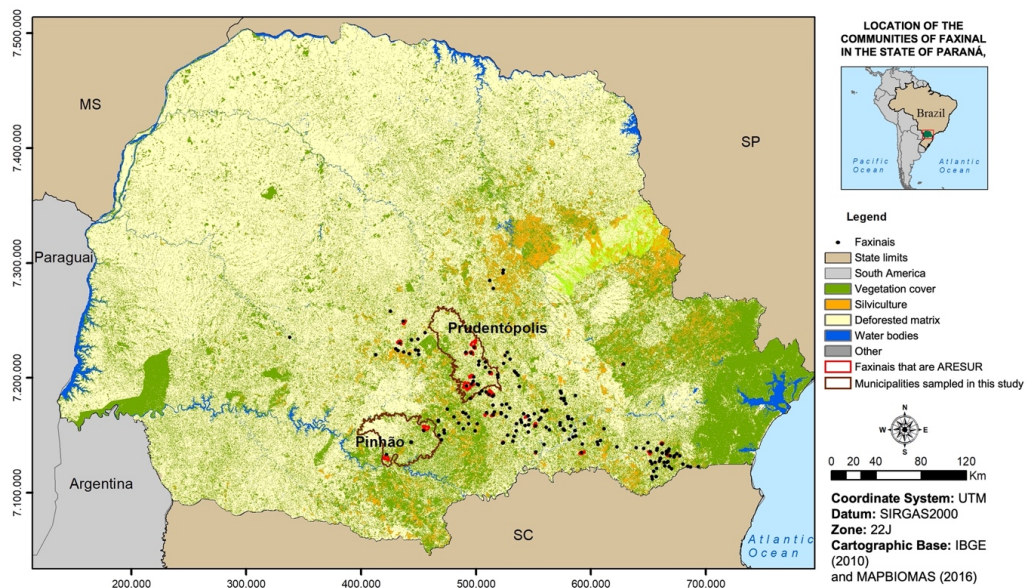 LOCATION OF THE
COMMUNITIES OF FAXINAL
IN THE STATE OF PARANÁ,
Brazil
Pacific
Ocean
Atlantic
Ocean
Legend
Faxinais
State limits
South America
Vegetation cover
Silviculture
Deforested matrix
Water bodies
Other
Faxinais that are ARESUR
Municipalities sampled in this study
N
W
E
S
0 20 40 80 120
Km
Coordinate System: UTM
Datum: SIRGAS2000
Zone: 22J
Cartographic Base: IBGE
(2010)
and MAPBIOMAS (2016)
7.500.000
7.400.000
7.300.000
7.200.000
7.100.000
MS
SP
Paraguai
Prudentópolis
Pinhão
Argentina
SC
Atlantic
Ocean
200.000
300.000
400.000
500.000
600.000
700.000